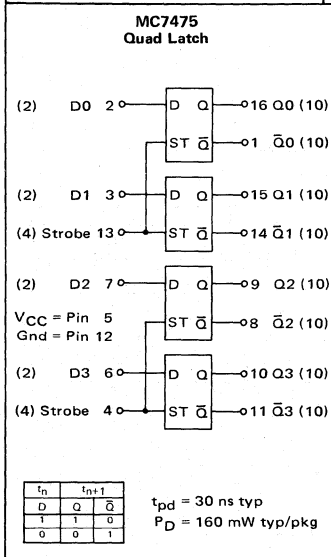 MC7475
Quad Latch
(2) D0 2 D Q 16 Q0 (10)
ST Q̅ 1 Q̅0 (10)
(2) D1 3 D Q 15 Q1 (10)
(4) Strobe 13 ST Q̅ 14 Q̅1 (10)
(2) D2 7 D Q 9 Q2 (10)
VCC = Pin 5
ST Q̅ 8 Q̅2 (10)
Gnd = Pin 12
(2) D3 6 D Q 10 Q3 (10)
(4) Strobe 4 ST Q̅ 11 Q̅3 (10)
tn tn+1
D Q Q̅
1 1 0
0 0 1
tpd = 30 ns typ
PD = 160 mW typ/pkg